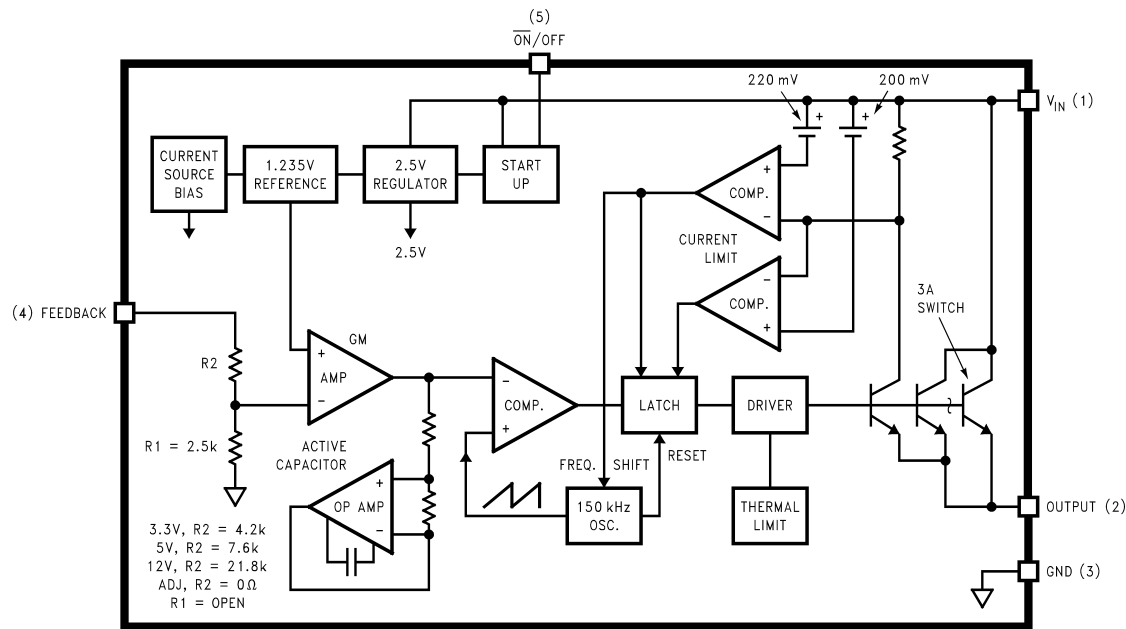 (5)
ON/OFF
220 mV
200 mV
VIN (1)
CURRENT
SOURCE
BIAS
1.235V
REFERENCE
2.5V
REGULATOR
START
UP
+
+
+
COMP.
−
2.5V
CURRENT
LIMIT
−
COMP.
+
3A
SWITCH
(4) FEEDBACK
R2
GM
+
AMP
−
−
COMP.
+
LATCH
DRIVER
R1 = 2.5k
ACTIVE
CAPACITOR
FREQ. SHIFT
RESET
+
OP AMP
−
150 kHz
OSC.
THERMAL
LIMIT
OUTPUT (2)
3.3V, R2 = 4.2k
5V, R2 = 7.6k
12V, R2 = 21.8k
ADJ, R2 = 0Ω
R1 = OPEN
GND (3)